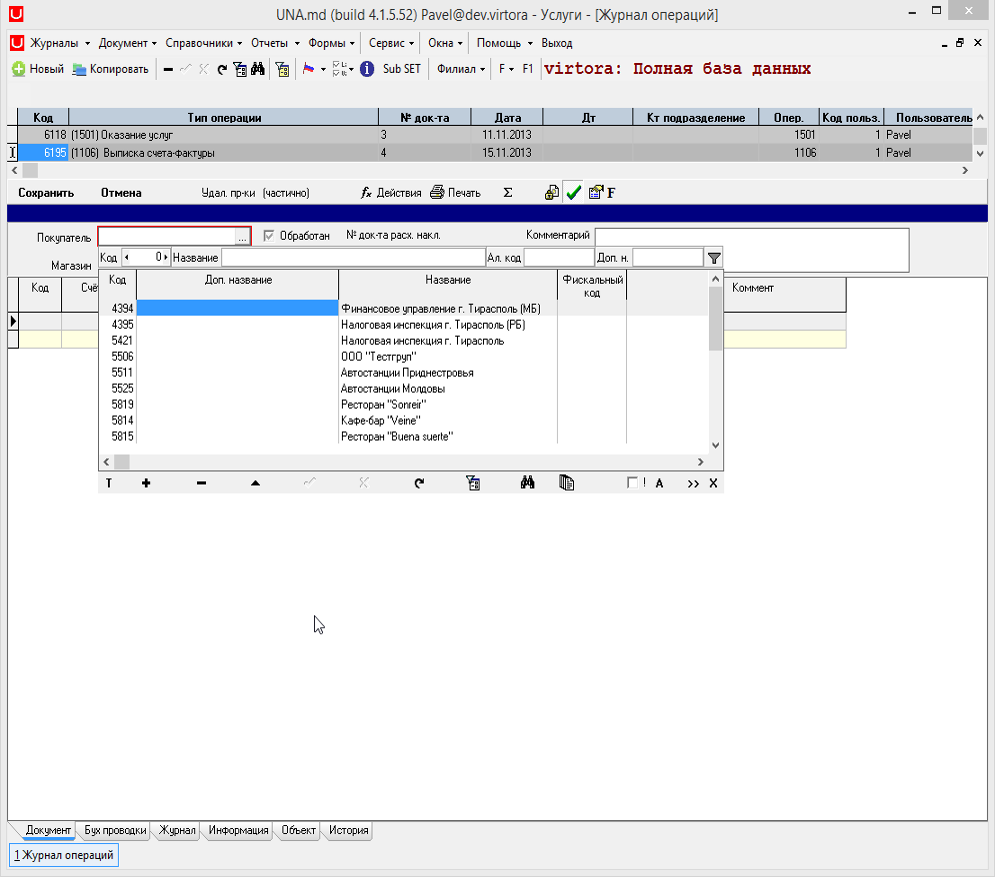 UNA.md (build 4.1.5.52) Pavel@dev.virtora - Услуги - [Журнал операций]
Журналы Документ Справочники Отчеты Формы Сервис Окна Помощь Выход
Новый Копировать Sub SET Филиал F F1 virtora: Полная база данных
Код Тип операции № док-та Дата Дт Кт подразделение Опер. Код польз. Пользователь
6118 (1501) Оказание услуг 3 11.11.2013 1501 1 Pavel
6195 (1106) Выписка счета-фактуры 4 15.11.2013 1106 1 Pavel
Сохранить Отмена Удал. пр-ки (частично) fx Действия Печать Σ F
Покупатель ... Обработан № док-та расх. накл. Комментарий
Магазин Код 0 Название Ал. код Доп. н.
Код Счё Код Доп. название Название Фискальный код Коммент
4394 Финансовое управление г. Тирасполь (МБ)
4395 Налоговая инспекция г. Тирасполь (РБ)
5421 Налоговая инспекция г. Тирасполь
5506 ООО "Тестгруп"
5511 Автостанции Приднестровья
5525 Автостанции Молдовы
5819 Ресторан "Sonreir"
5814 Кафе-бар "Veine"
5815 Ресторан "Buena suerte"
T ! A >> X
Документ Бух проводки Журнал Информация Объект История
1 Журнал операций